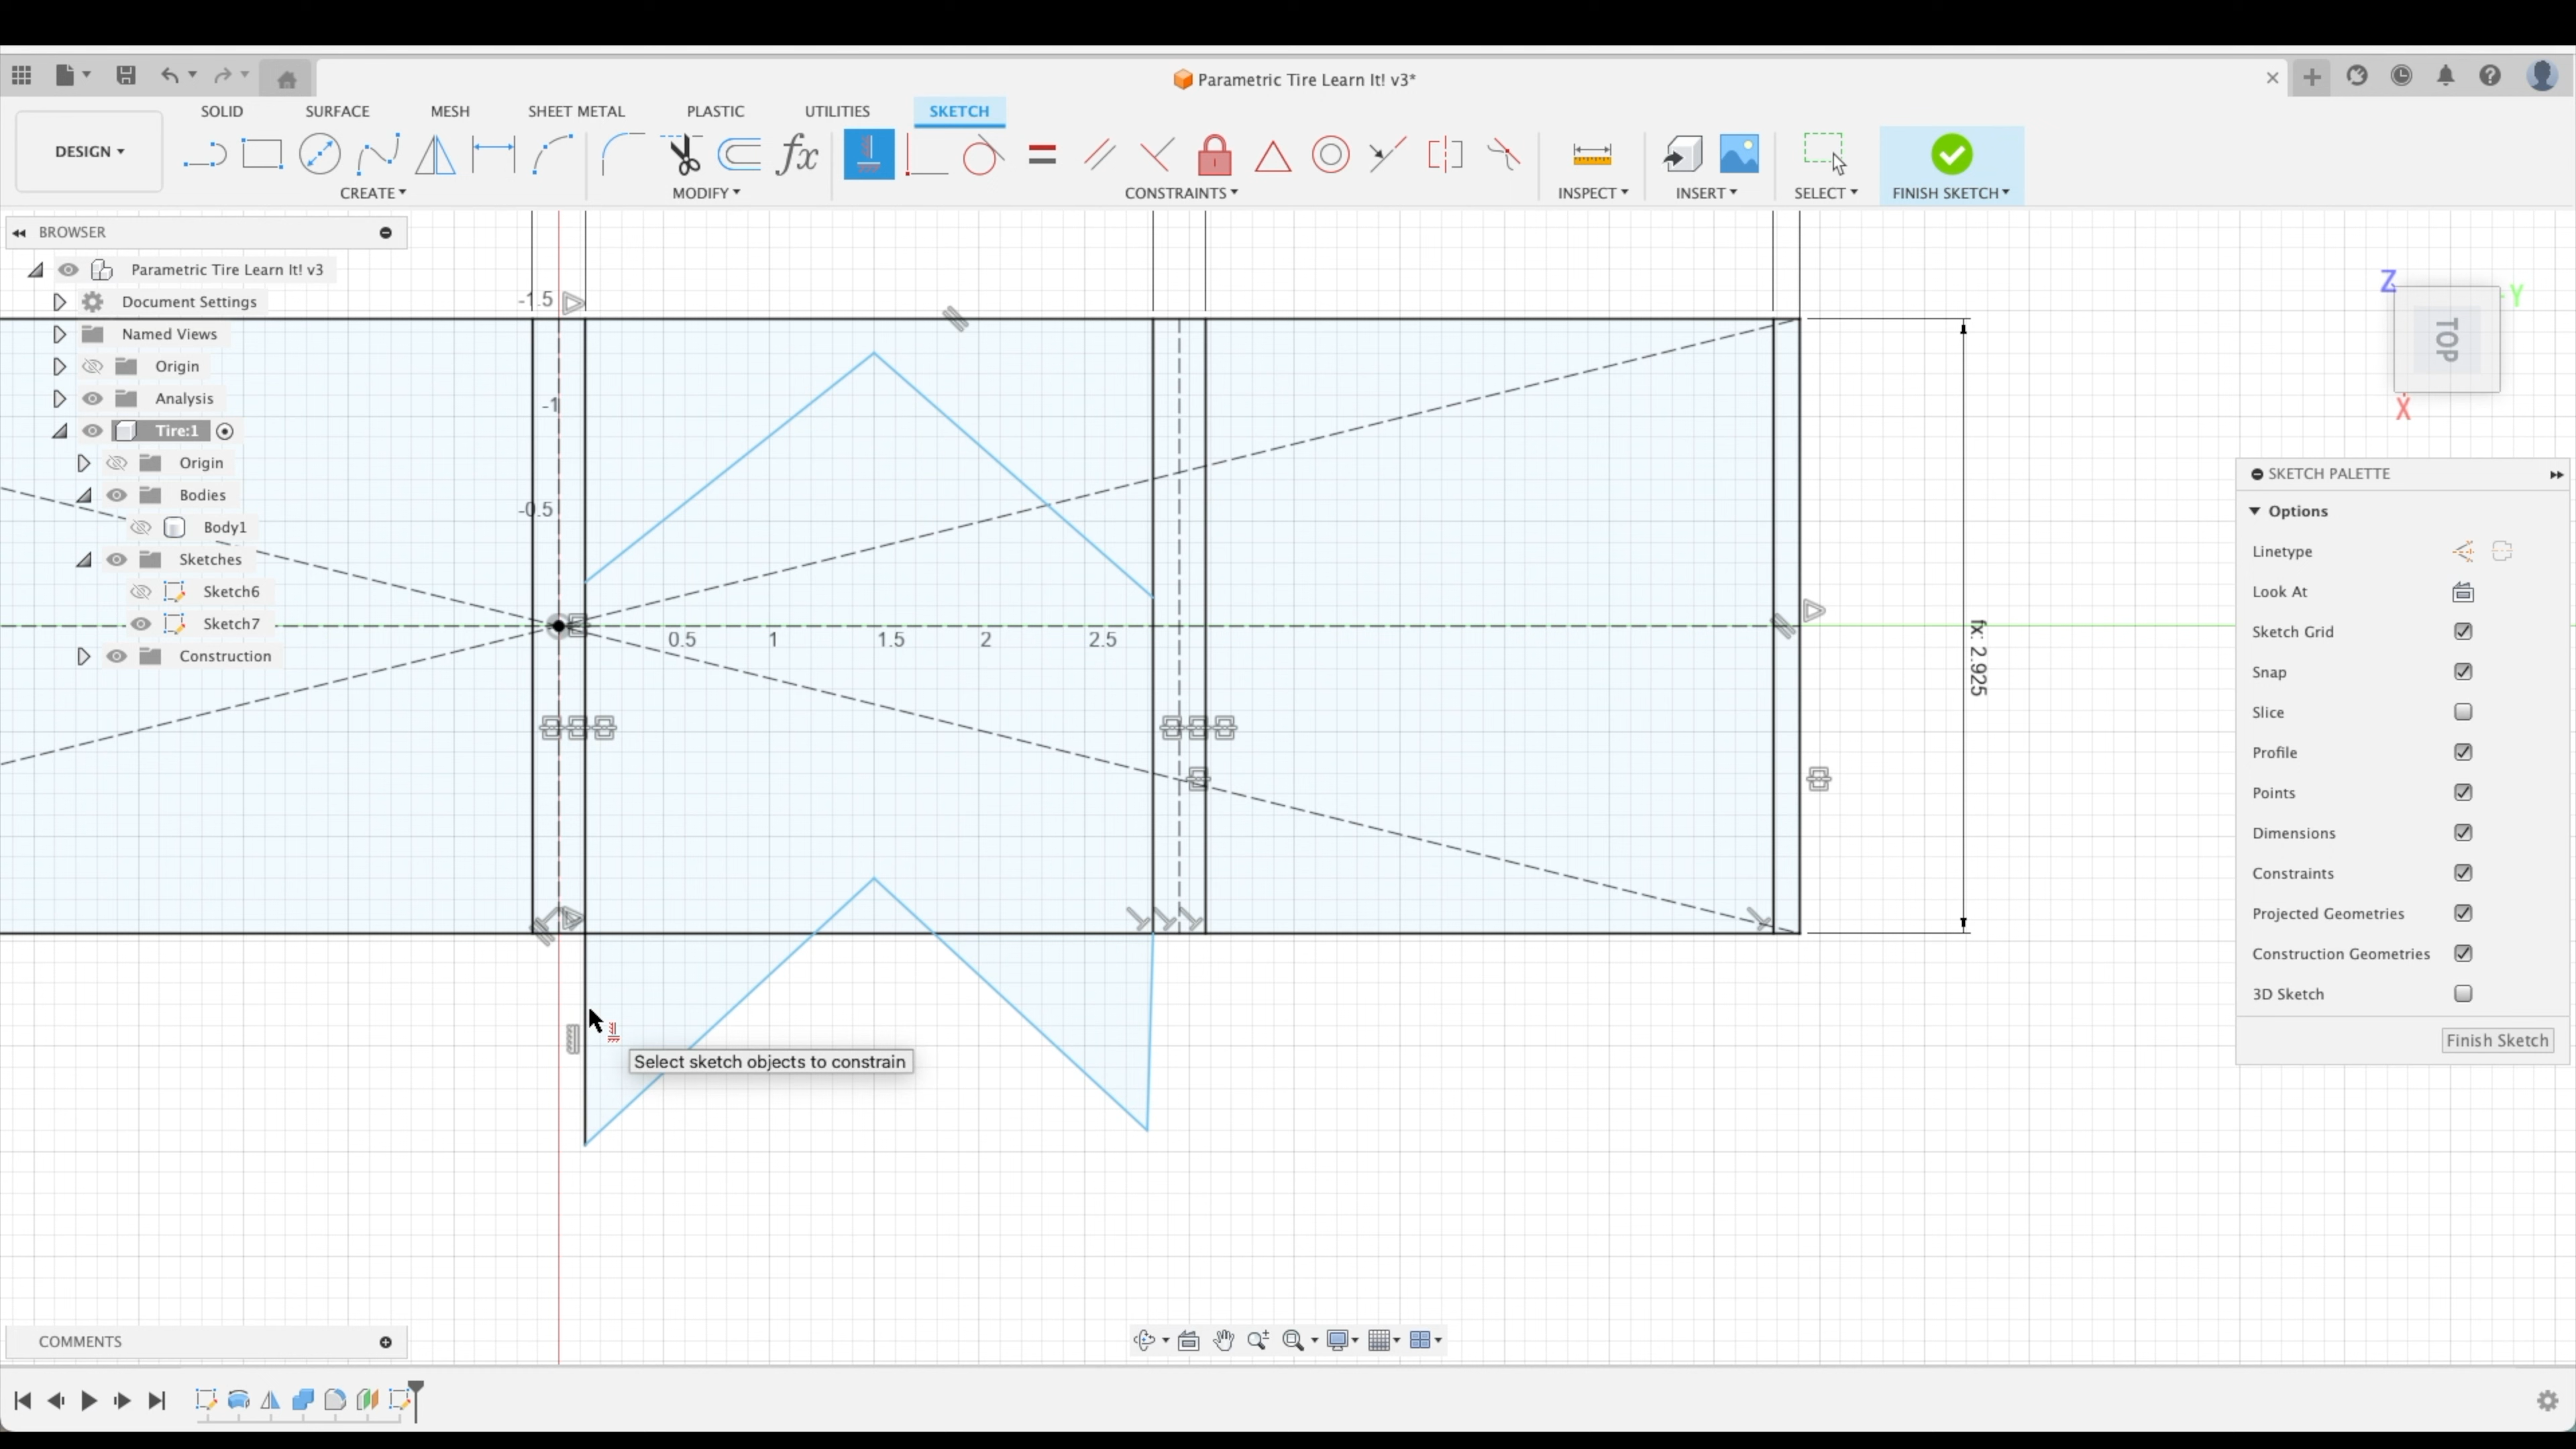 Parametric Tire Learn It! v3*
SOLID SURFACE MESH SHEET METAL PLASTIC UTILITIES SKETCH
DESIGN
fx
CREATE MODIFY CONSTRAINTS INSPECT INSERT SELECT FINISH SKETCH
BROWSER
Parametric Tire Learn It! v3
Document Settings
Named Views
Origin
Analysis
Tire:1
Origin
Bodies
Body1
Sketches
Sketch6
Sketch7
Construction
-1.5
-1
-0.5
0.5 1 1.5 2 2.5
fx: 2.925
Select sketch objects to constrain
Z
Y
TOP
X
SKETCH PALETTE
Options
Linetype
Look At
Sketch Grid
Snap
Slice
Profile
Points
Dimensions
Constraints
Projected Geometries
Construction Geometries
3D Sketch
Finish Sketch
COMMENTS